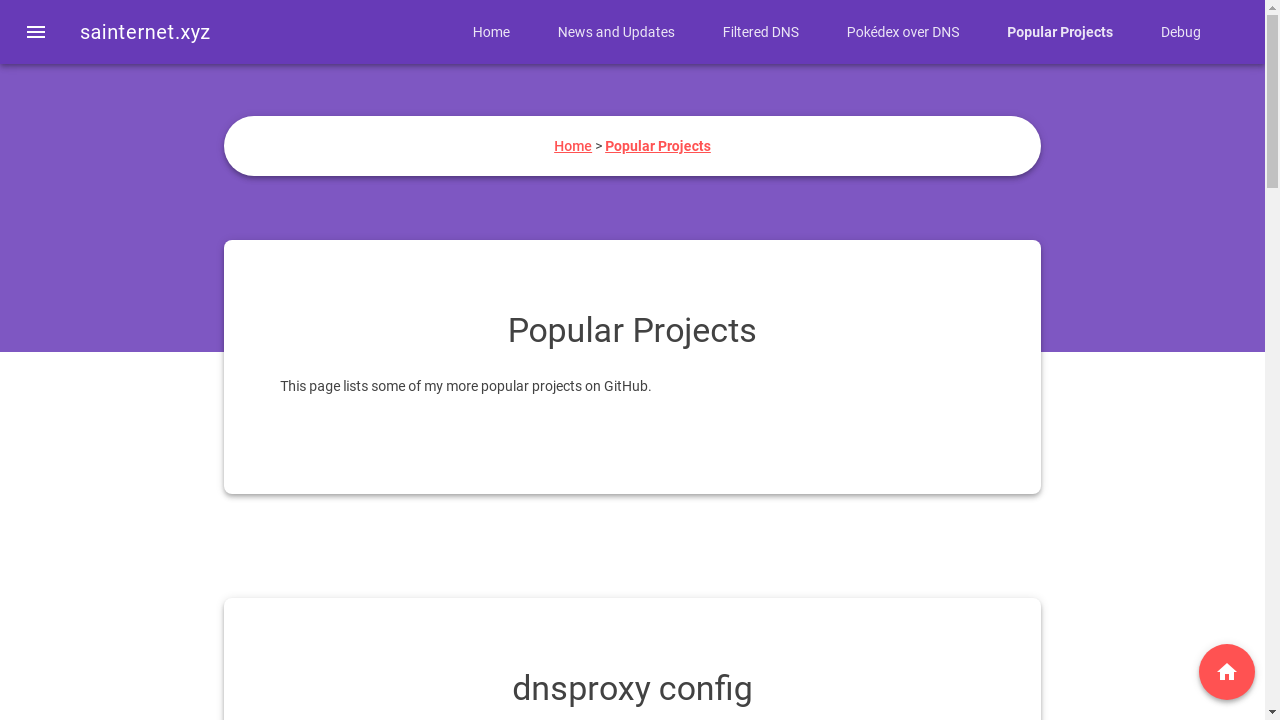 sainternet.xyz
Home
News and Updates
Filtered DNS
Pokédex over DNS
Popular Projects
Debug
Home > Popular Projects
Popular Projects
This page lists some of my more popular projects on GitHub.
dnsproxy config